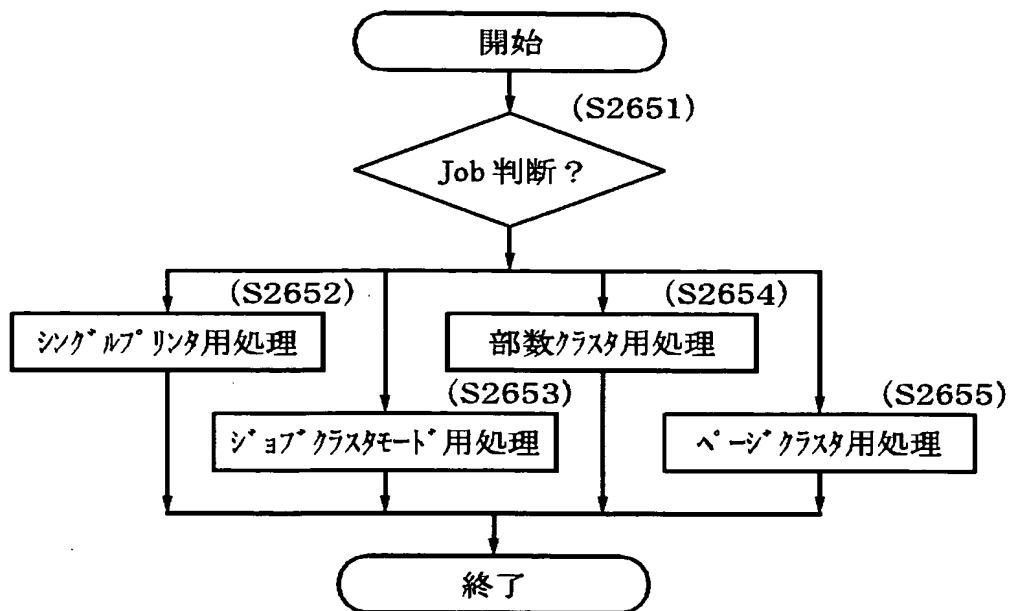 開始
(S2651)
Job 判断？
(S2652)
ｼﾝｸﾞﾙﾌﾟﾘﾝﾀ用処理
(S2654)
部数ｸﾗｽﾀ用処理
(S2653)
ｼﾞｮﾌﾞｸﾗｽﾀﾓｰﾄﾞ用処理
(S2655)
ﾍﾟｰｼﾞｸﾗｽﾀ用処理
終了